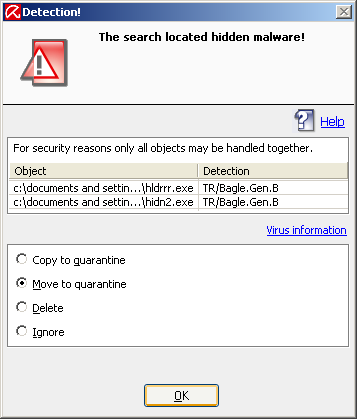 Detection!
The search located hidden malware!
Help
For security reasons only all objects may be handled together.
Object Detection
c:\documents and settin...\hldrrr.exe TR/Bagle.Gen.B
c:\documents and settin...\hidn2.exe TR/Bagle.Gen.B
Virus information
Copy to quarantine
Move to quarantine
Delete
Ignore
OK